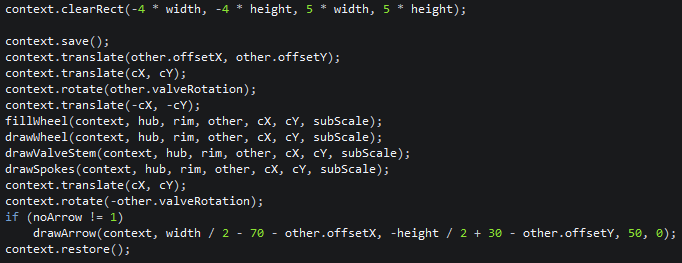 context.clearRect(-4 * width, -4 * height, 5 * width, 5 * height);
context.save();
context.translate(other.offsetX, other.offsetY);
context.translate(cX, cY);
context.rotate(other.valveRotation);
context.translate(-cX, -cY);
fillWheel(context, hub, rim, other, cX, cY, subScale);
drawWheel(context, hub, rim, other, cX, cY, subScale);
drawValveStem(context, hub, rim, other, cX, cY, subScale);
drawSpokes(context, hub, rim, other, cX, cY, subScale);
context.translate(cX, cY);
context.rotate(-other.valveRotation);
if (noArrow != 1)
    drawArrow(context, width / 2 - 70 - other.offsetX, -height / 2 + 30 - other.offsetY, 50, 0);
context.restore();